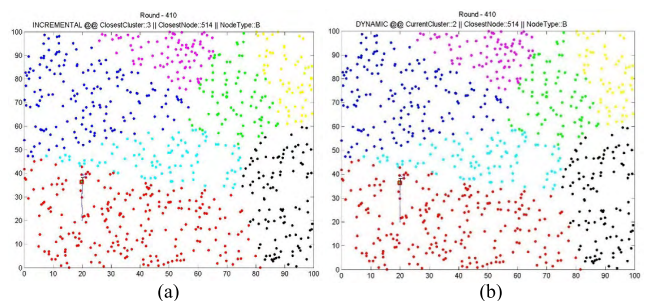 Round - 410
INCREMENTAL @@ ClosestCluster::3 || ClosestNode::514 || NodeType::B
100
90
80
70
60
50
40
30
20
10
0
0 10 20 30 40 50 60 70 80 90 100
(a)
Round - 410
DYNAMIC @@ CurrentCluster::2 || ClosestNode::514 || NodeType::B
100
90
80
70
60
50
40
30
20
10
0
0 10 20 30 40 50 60 70 80 90 100
(b)